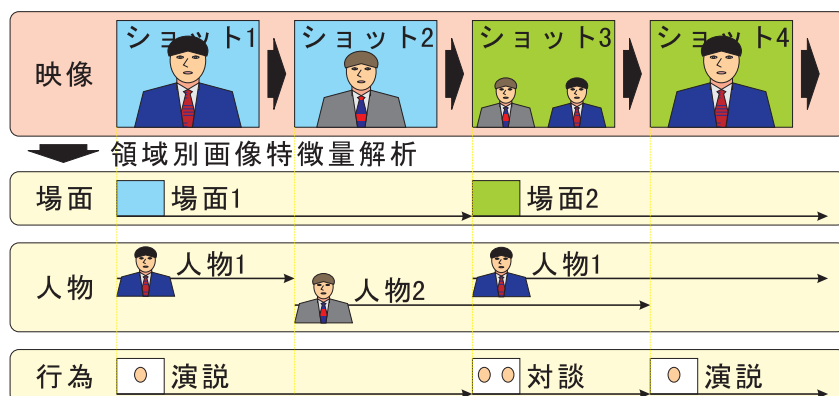 ショット1 ショット2 ショット3 ショット4
映像
領域別画像特徴量解析
場面 場面1 場面2
人物 人物1 人物1
人物2
行為 演説 対談 演説